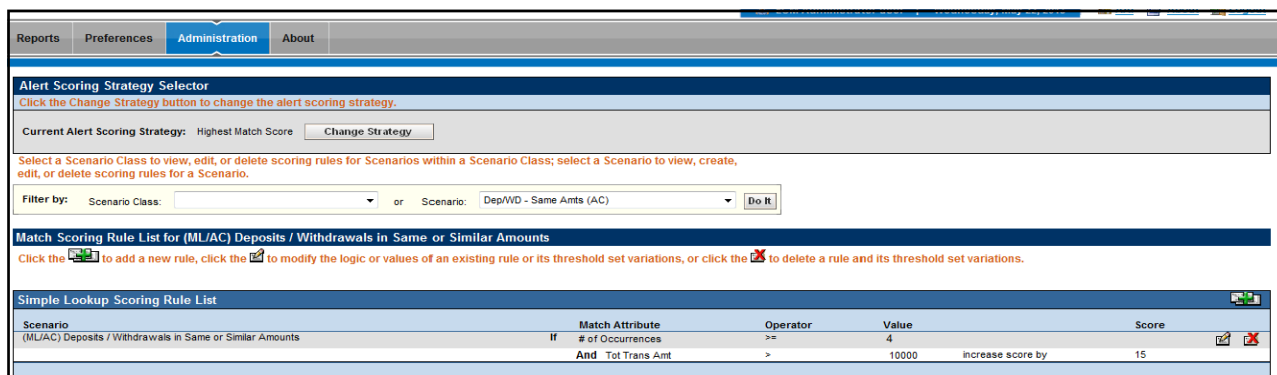 Reports Preferences Administration About
Alert Scoring Strategy Selector
Click the Change Strategy button to change the alert scoring strategy.
Current Alert Scoring Strategy: Highest Match Score Change Strategy
Select a Scenario Class to view, edit, or delete scoring rules for Scenarios within a Scenario Class; select a Scenario to view, create,
edit, or delete scoring rules for a Scenario.
Filter by: Scenario Class: or Scenario: Dep/WD - Same Amts (AC) Do It
Match Scoring Rule List for (ML/AC) Deposits / Withdrawals in Same or Similar Amounts
Click the to add a new rule, click the to modify the logic or values of an existing rule or its threshold set variations, or click the to delete a rule and its threshold set variations.
Simple Lookup Scoring Rule List
Scenario Match Attribute Operator Value Score
(ML/AC) Deposits / Withdrawals in Same or Similar Amounts If # of Occurrences >= 4
And Tot Trans Amt > 10000 increase score by 15